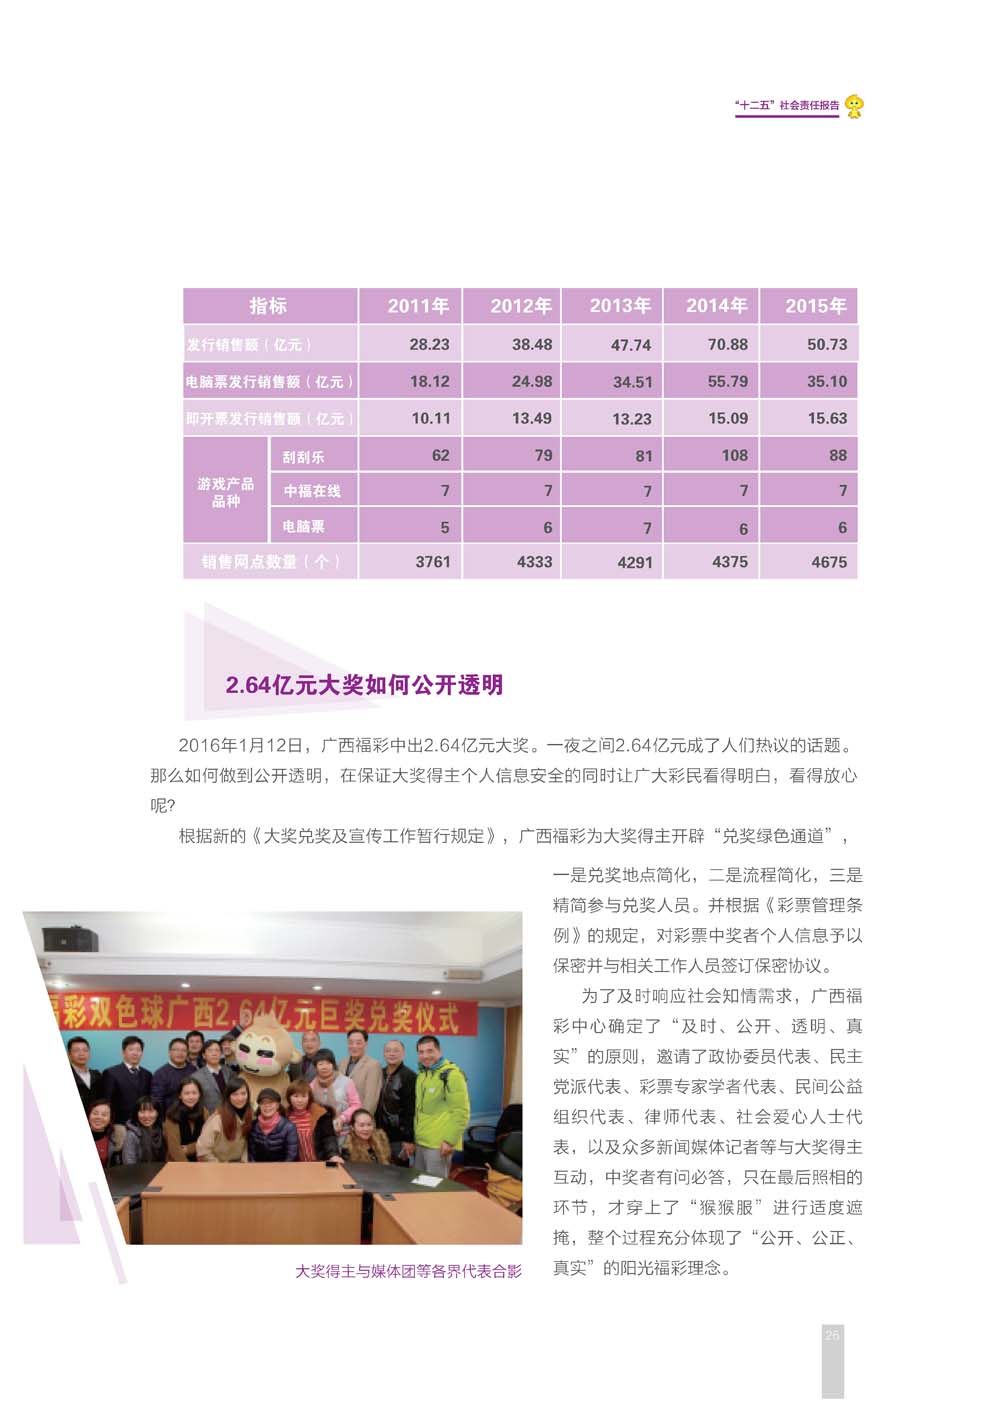 “十二五”社会责任报告
指标 2011年 2012年 2013年 2014年 2015年
发行销售额（亿元） 28.23 38.48 47.74 70.88 50.73
电脑票发行销售额（亿元） 18.12 24.98 34.51 55.79 35.10
即开票发行销售额（亿元） 10.11 13.49 13.23 15.09 15.63
游戏产品品种 刮刮乐 62 79 81 108 88
中福在线 7 7 7 7 7
电脑票 5 6 7 6 6
销售网点数量（个） 3761 4333 4291 4375 4675
2.64亿元大奖如何公开透明
2016年1月12日，广西福彩中出2.64亿元大奖。一夜之间2.64亿元成了人们热议的话题。
那么如何做到公开透明，在保证大奖得主个人信息安全的同时让广大彩民看得明白，看得放心
呢?
根据新的《大奖兑奖及宣传工作暂行规定》，广西福彩为大奖得主开辟“兑奖绿色通道”，
一是兑奖地点简化，二是流程简化，三是
精简参与兑奖人员。并根据《彩票管理条
例》的规定，对彩票中奖者个人信息予以
保密并与相关工作人员签订保密协议。
为了及时响应社会知情需求，广西福
彩中心确定了“及时、公开、透明、真
实”的原则，邀请了政协委员代表、民主
党派代表、彩票专家学者代表、民间公益
组织代表、律师代表、社会爱心人士代
表，以及众多新闻媒体记者等与大奖得主
互动，中奖者有问必答，只在最后照相的
环节，才穿上了“猴猴服”进行适度遮
掩，整个过程充分体现了“公开、公正、
真实”的阳光福彩理念。
福彩双色球广西2.64亿元巨奖兑奖仪式
大奖得主与媒体团等各界代表合影
26